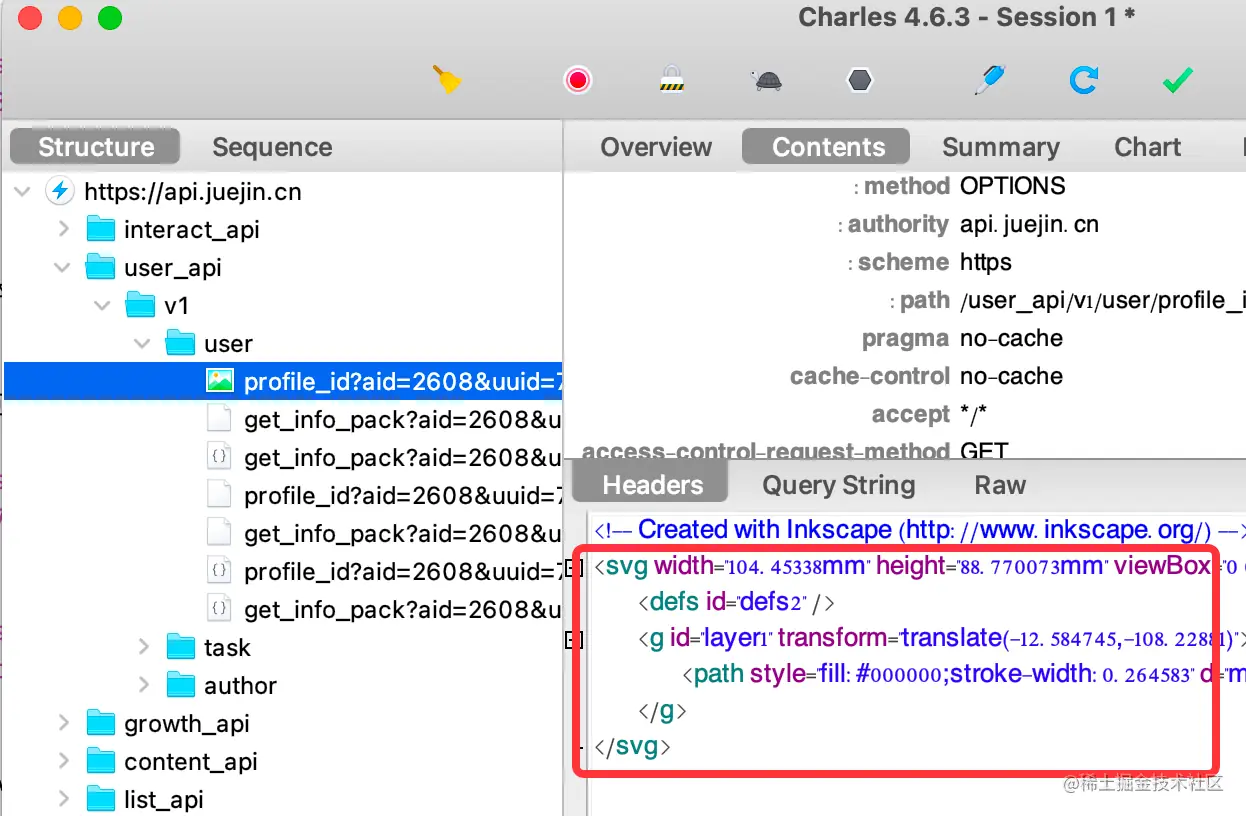 Charles 4.6.3 - Session 1 *
Structure
Sequence
https://api.juejin.cn
interact_api
user_api
v1
user
profile_id?aid=2608&uuid=7
get_info_pack?aid=2608&u
get_info_pack?aid=2608&u
profile_id?aid=2608&uuid=7
get_info_pack?aid=2608&u
profile_id?aid=2608&uuid=7
get_info_pack?aid=2608&u
task
author
growth_api
content_api
list_api
Overview
Contents
Summary
Chart
:method OPTIONS
:authority api.juejin.cn
:scheme https
:path /user_api/v1/user/profile_i
pragma no-cache
cache-control no-cache
accept */*
access-control-request-method GET
Headers
Query String
Raw
<!-- Created with Inkscape (http://www.inkscape.org/) -->
<svg width="104.45338mm" height="88.770073mm" viewBox="0
<defs id="defs2" />
<g id="layer1" transform="translate(-12.584745,-108.22881)">
<path style="fill:#000000;stroke-width:0.264583" d="m
</g>
</svg>
@稀土掘金技术社区